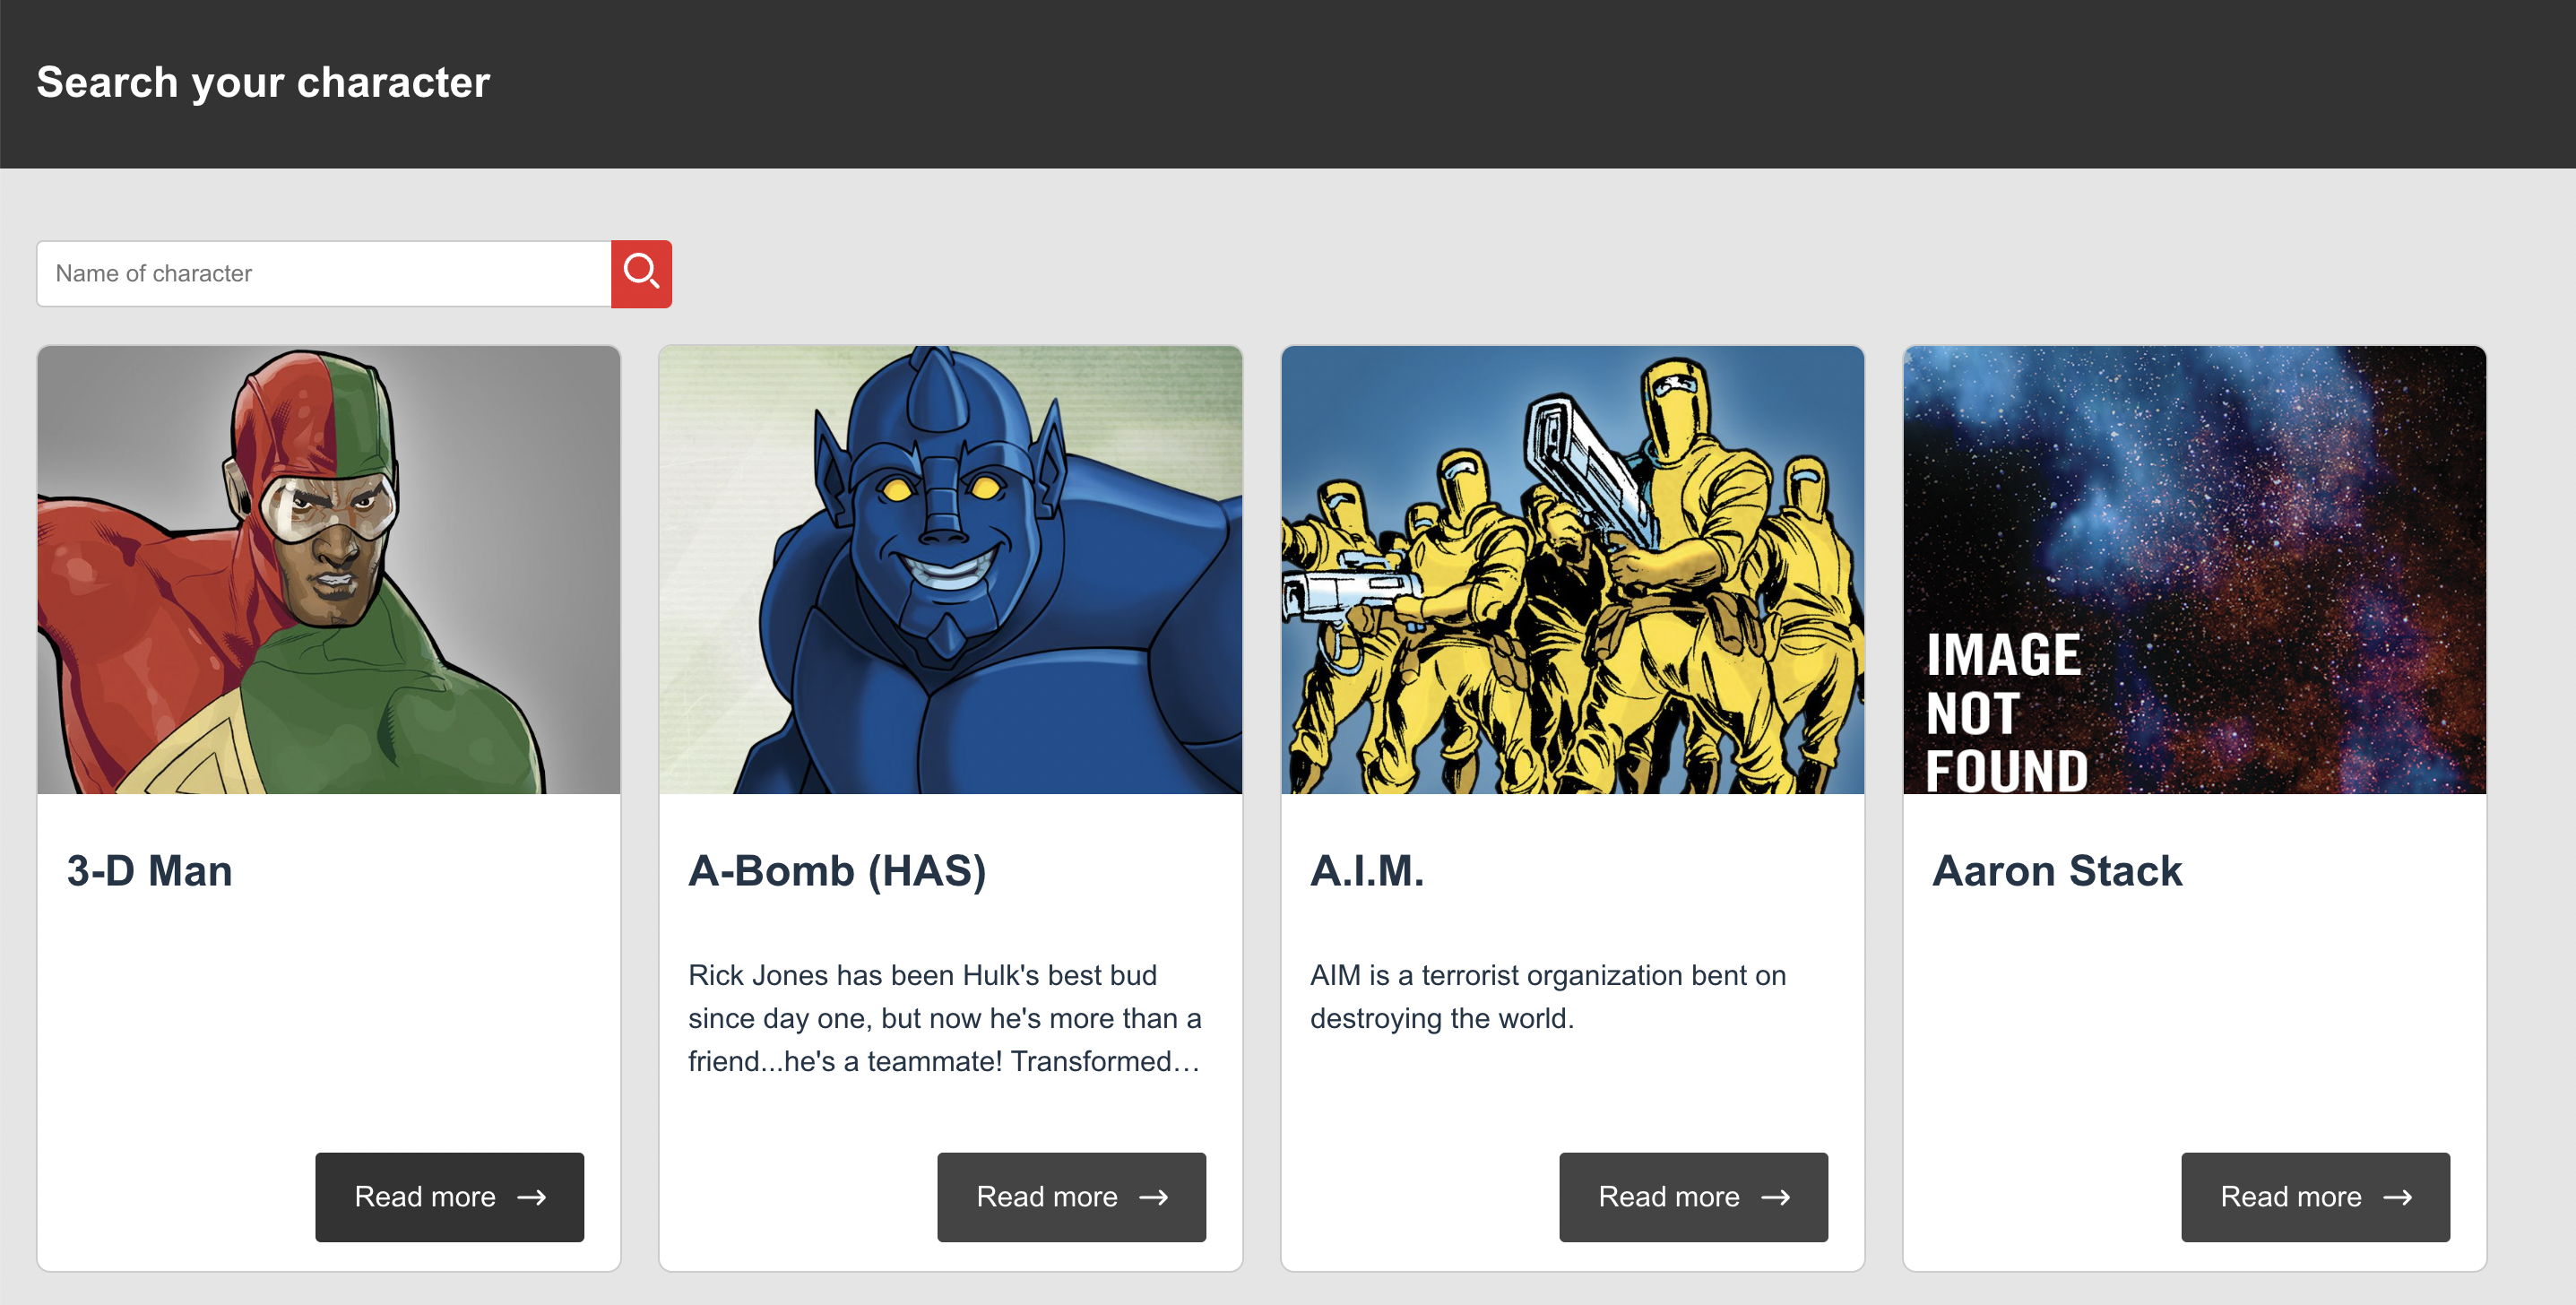 Search your character
Name of character
IMAGE
NOT
FOUND
3-D Man
A-Bomb (HAS)
A.I.M.
Aaron Stack
Rick Jones has been Hulk's best bud
since day one, but now he's more than a
friend...he's a teammate! Transformed…
AIM is a terrorist organization bent on
destroying the world.
Read more →
Read more →
Read more →
Read more →